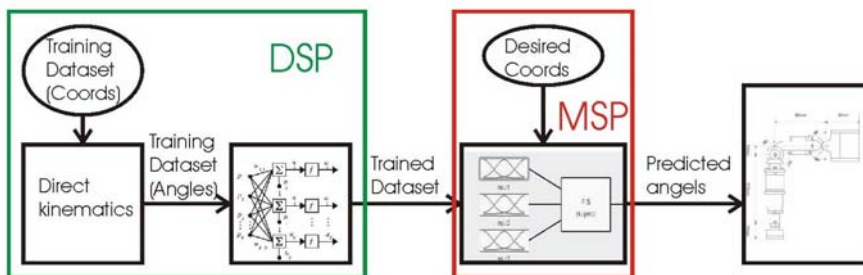 Training
Dataset
(Coords)
DSP
Desired
Coords
MSP
Direct
kinematics
Training
Dataset
(Angles)
Trained
Dataset
Predicted
angels